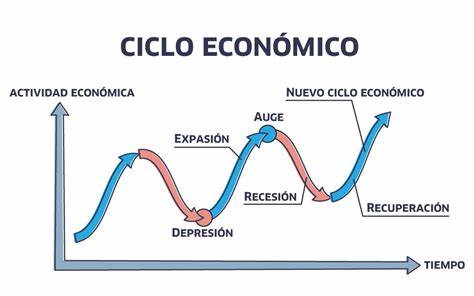 CICLO ECONÓMICO
ACTIVIDAD ECONÓMICA
NUEVO CICLO ECONÓMICO
AUGE
EXPASIÓN
RECESIÓN
RECUPERACIÓN
DEPRESIÓN
TIEMPO